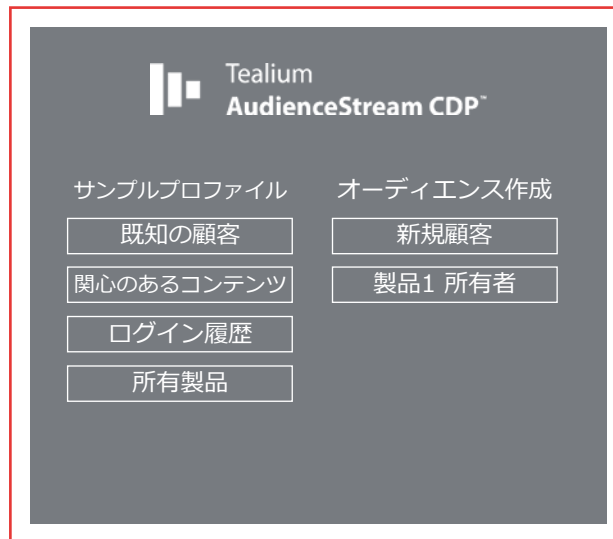 Tealium
AudienceStream CDP™
サンプルプロファイル
既知の顧客
関心のあるコンテンツ
ログイン履歴
所有製品
オーディエンス作成
新規顧客
製品1 所有者